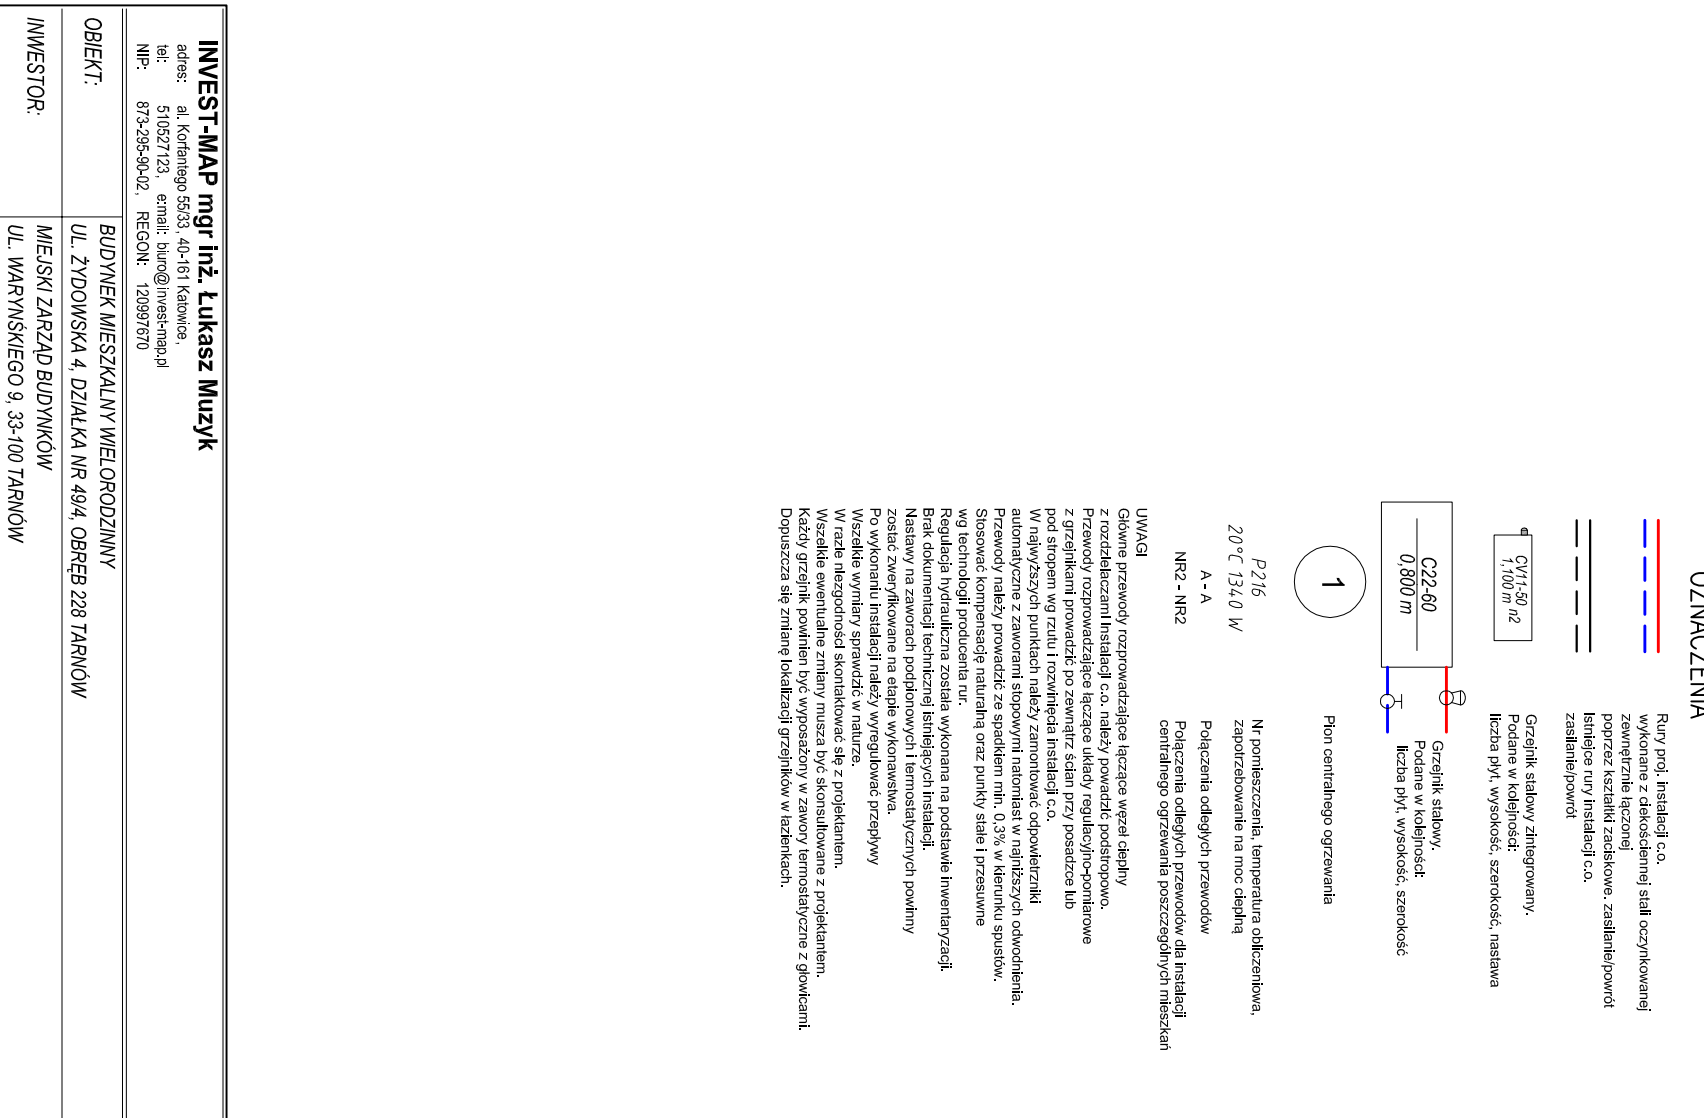 OZNACZENIA
Rury proj. instalacji c.o.
wykonane z ciekościennej stali oczynkowanej
zewnętrznie łączonej
poprzez kształtki zaciskowe. zasilanie/powrót
Istniejące rury instalacji c.o.
zasilanie/powrót
CV11-50 n2
1,100 m
Grzejnik stalowy zintegrowany.
Podane w kolejności:
liczba płyt, wysokość, szerokość, nastawa
C22-60
0,800 m
Grzejnik stalowy.
Podane w kolejności:
liczba płyt, wysokość, szerokość
1
Pion centralnego ogrzewania
P216
20°C 1340 W
Nr pomieszczenia, temperatura obliczeniowa,
zapotrzebowanie na moc cieplną
A - A
Połączenia odległych przewodów
NR2 - NR2
Połączenia odległych przewodów dla instalacji
centralnego ogrzewania poszczególnych mieszkań
UWAGI
Główne przewody rozprowadzające łączące węzeł cieplny
z rozdzielaczami instalacji c.o. należy powadzić podstropowo.
Przewody rozprowadzające łączące układy regulacyjno-pomiarowe
z grzejnikami prowadzić po zewnątrz ścian przy posadzce lub
pod stropem wg rzutu i rozwinięcia instalacji c.o.
W najwyższych punktach należy zamontować odpowietrzniki
automatyczne z zaworami stopowymi natomiast w najniższych odwodnienia.
Przewody należy prowadzić ze spadkiem min. 0,3% w kierunku spustów.
Stosować kompensację naturalną oraz punkty stałe i przesuwne
wg technologii producenta rur.
Regulacja hydrauliczna została wykonana na podstawie inwentaryzacji.
Brak dokumentacji technicznej istniejących instalacji.
Nastawy na zaworach podpionowych i termostatycznych powinny
zostać zweryfikowane na etapie wykonawstwa.
Po wykonaniu instalacji należy wyregulować przepływy
Wszelkie wymiary sprawdzić w naturze.
W razie niezgodności skontaktować się z projektantem.
Wszelkie ewentualne zmiany musza być skonsultowane z projektantem.
Każdy grzejnik powinien być wyposażony w zawory termostatyczne z głowicami.
Dopuszcza się zmianę lokalizacji grzejników w łazienkach.
INVEST-MAP mgr inż. Łukasz Muzyk
adres: al. Korfantego 55/33, 40-161 Katowice,
tel: 510527123, e:mail: biuro@invest-map.pl
NIP: 873-295-90-02, REGON: 120997670
OBIEKT: BUDYNEK MIESZKALNY WIELORODZINNY
UL. ŻYDOWSKA 4, DZIAŁKA NR 49/4, OBRĘB 228 TARNÓW
INWESTOR: MIEJSKI ZARZĄD BUDYNKÓW
UL. WARYŃSKIEGO 9, 33-100 TARNÓW